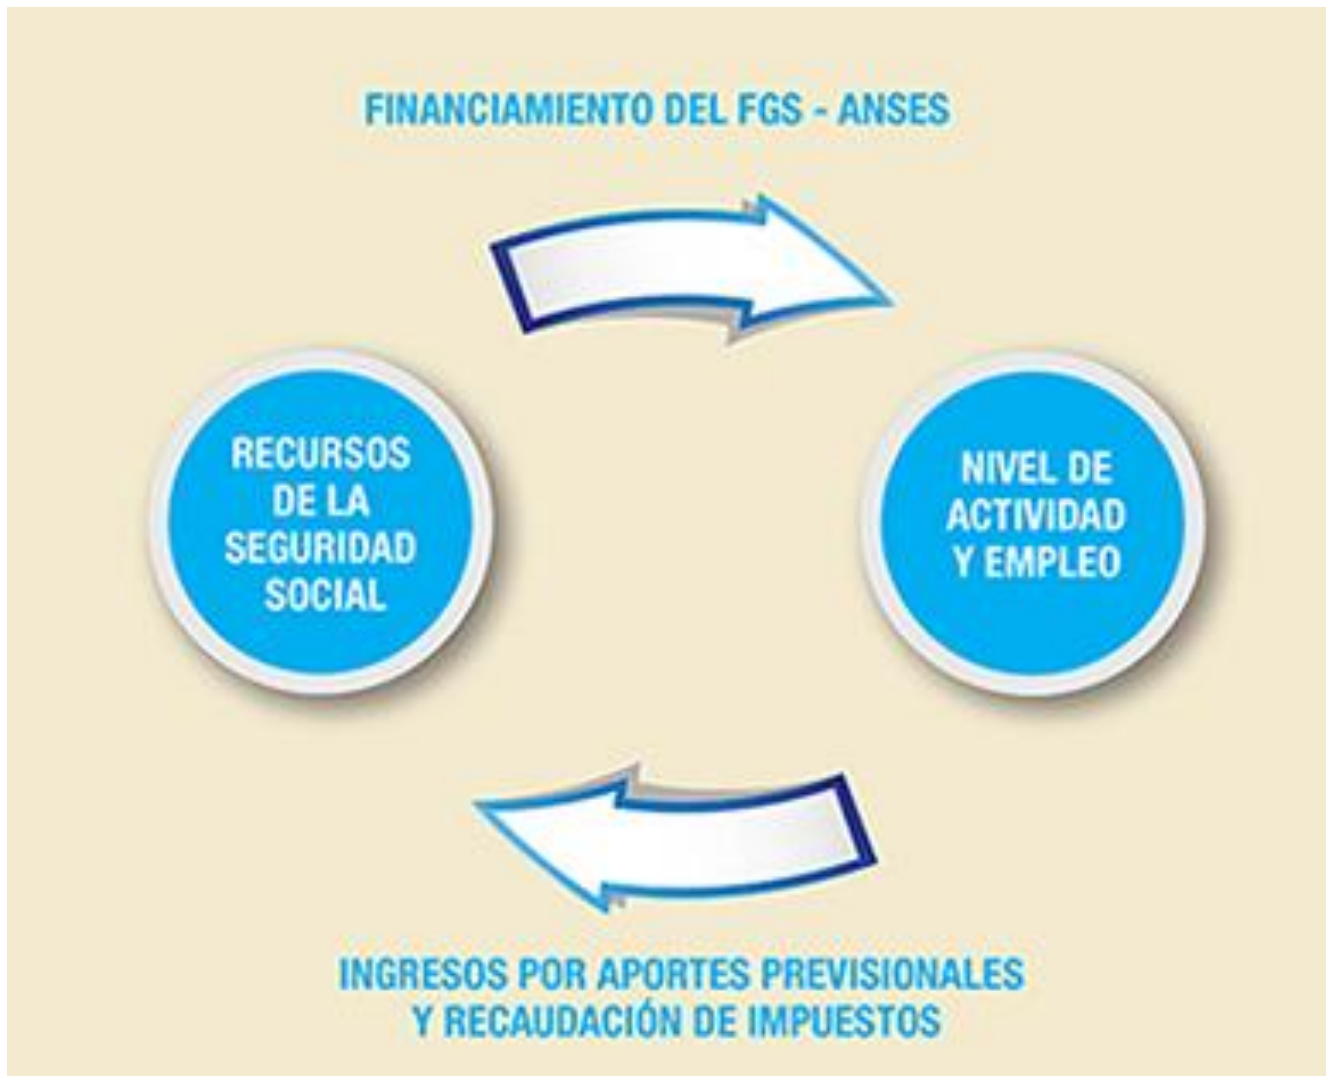 FINANCIAMIENTO DEL FGS - ANSES
RECURSOS
DE LA
SEGURIDAD
SOCIAL
NIVEL DE
ACTIVIDAD
Y EMPLEO
INGRESOS POR APORTES PREVISIONALES
Y RECAUDACIÓN DE IMPUESTOS